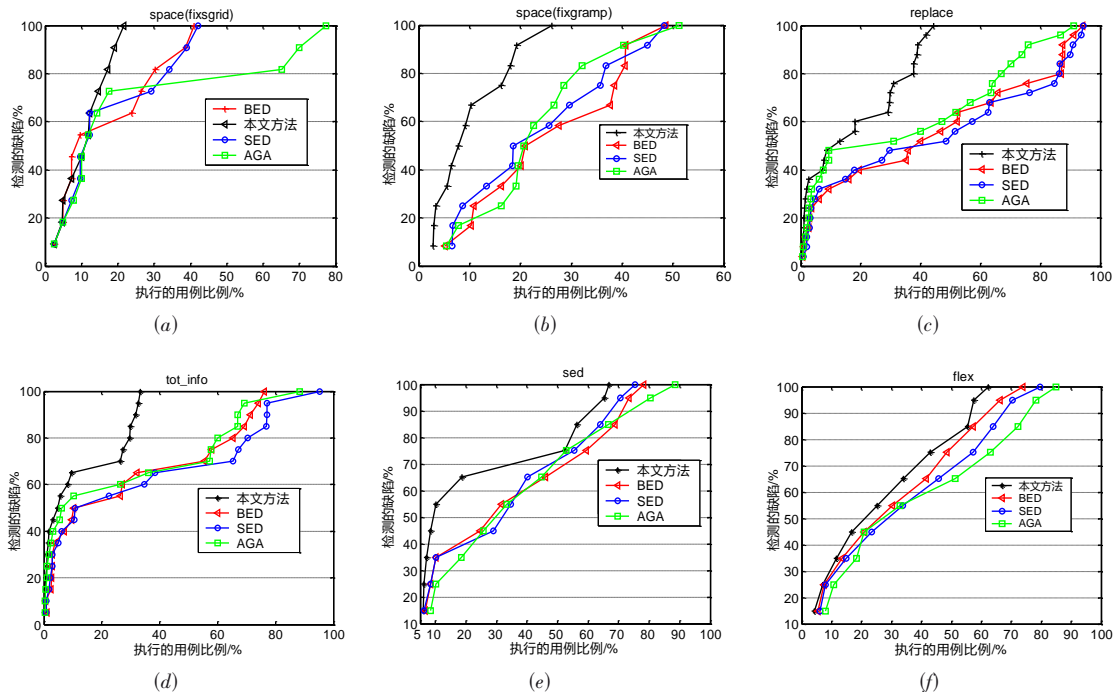 space(fixsgrid)
检测的缺陷/%
100
80
60
40
20
0
BED
本文方法
SED
AGA
0 10 20 30 40 50 60 70 80
执行的用例比例/%
(a)
space(fixgramp)
检测的缺陷/%
100
80
60
40
20
0
本文方法
BED
SED
AGA
0 10 20 30 40 50 60
执行的用例比例/%
(b)
replace
检测的缺陷/%
100
80
60
40
20
0
本文方法
BED
SED
AGA
0 20 40 60 80 100
执行的用例比例/%
(c)
tot_info
检测的缺陷/%
100
80
60
40
20
0
本文方法
BED
SED
AGA
0 20 40 60 80 100
执行的用例比例/%
(d)
sed
检测的缺陷/%
100
90
80
70
60
50
40
30
20
10
本文方法
BED
SED
AGA
5 10 20 30 40 50 60 70 80 90 100
执行的用例比例/%
(e)
flex
检测的缺陷/%
100
90
80
70
60
50
40
30
20
10
本文方法
BED
SED
AGA
0 10 20 30 40 50 60 70 80 90 100
执行的用例比例/%
(f)